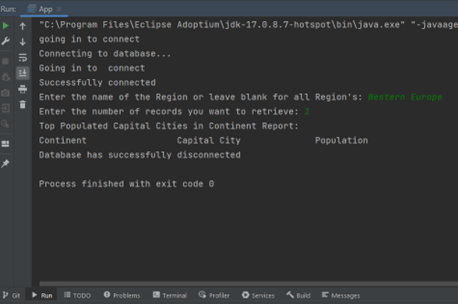 Run: App
"C:\Program Files\Eclipse Adoptium\jdk-17.0.8.7-hotspot\bin\java.exe" "-javaage
going in to connect
Connecting to database...
Going in to connect
Successfully connected
Enter the name of the Region or leave blank for all Region's: Western Europe
Enter the number of records you want to retrieve: 1
Top Populated Capital Cities in Continent Report:
Continent Capital City Population
Database has successfully disconnected
Process finished with exit code 0
Git Run TODO Problems Terminal Profiler Services Build Messages